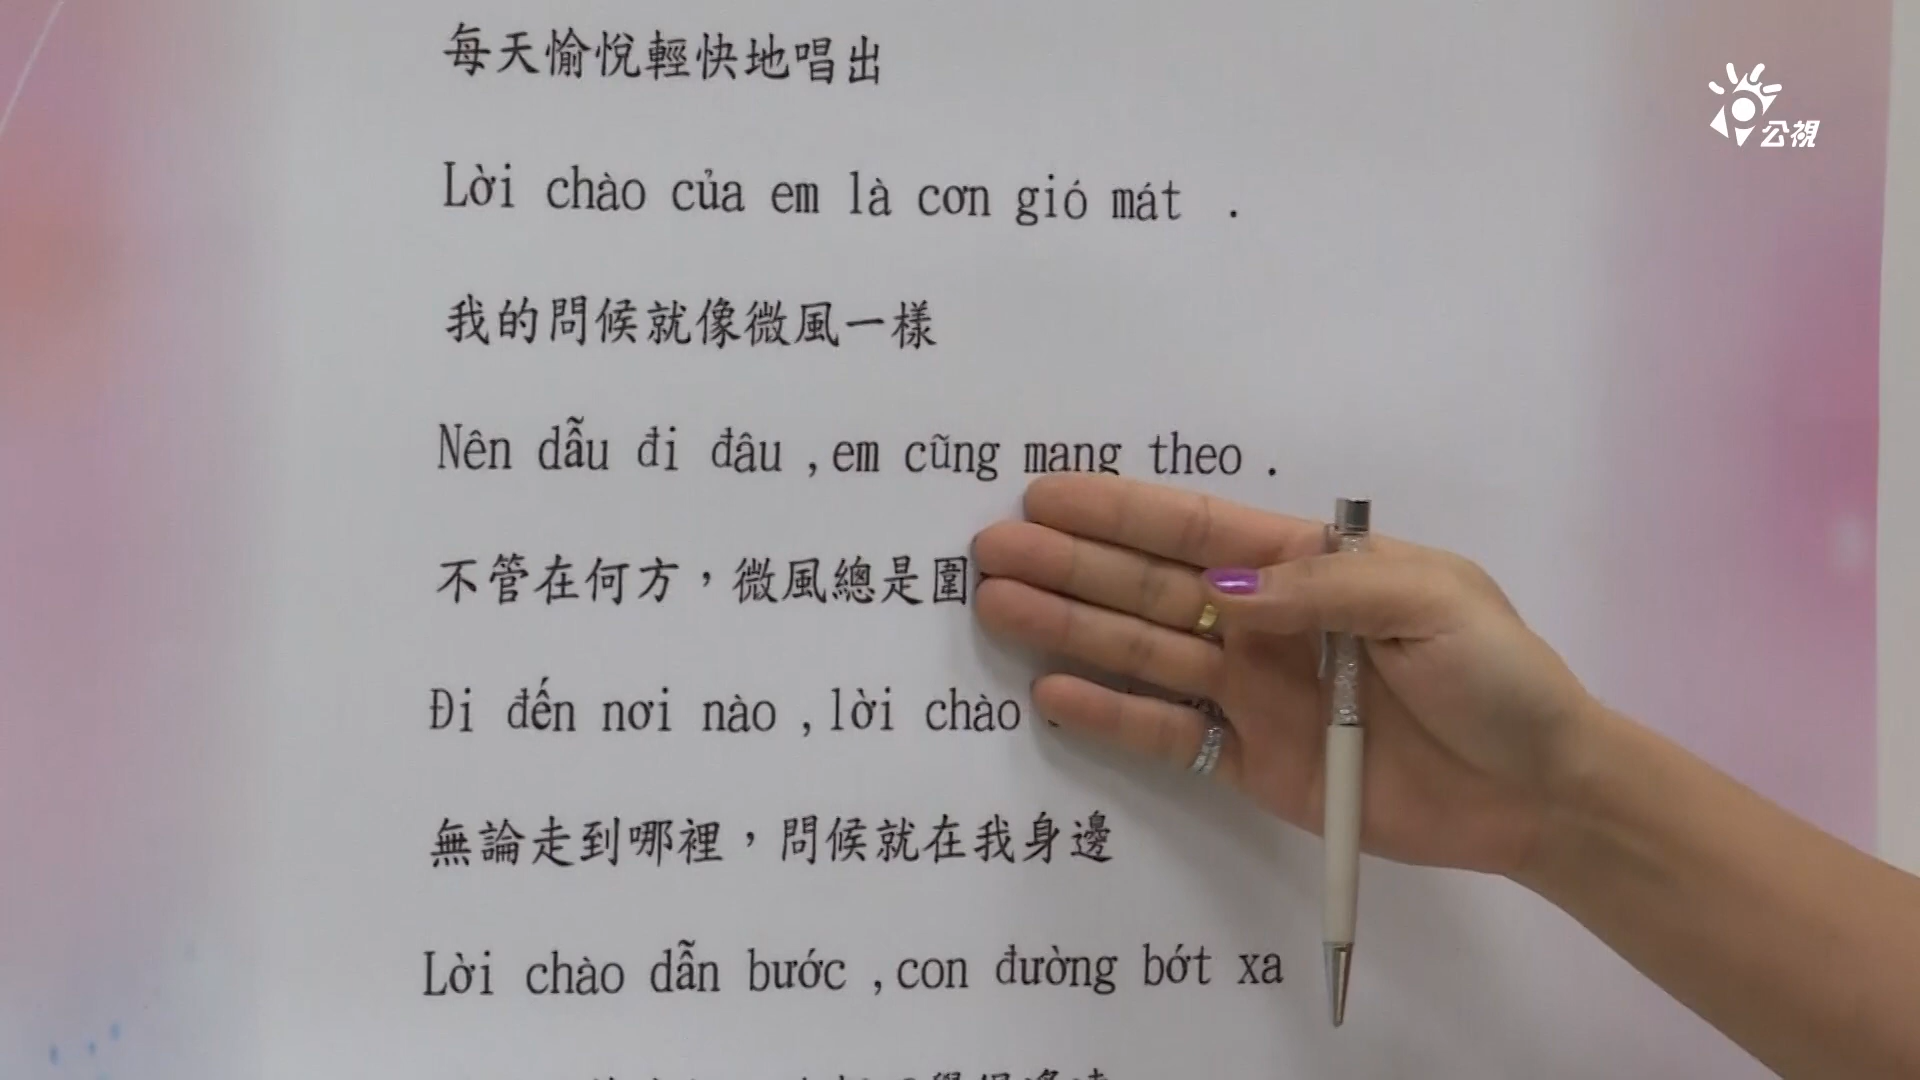 每天愉悅輕快地唱出
公視
Lời chào của em là cơn gió mát .
我的問候就像微風一樣
Nên dẫu đi đâu ,em cũng mang theo .
不管在何方，微風總是圍
Đi đến nơi nào ,lời chào
無論走到哪裡，問候就在我身邊
Lời chào dẫn bước ,con đường bớt xa